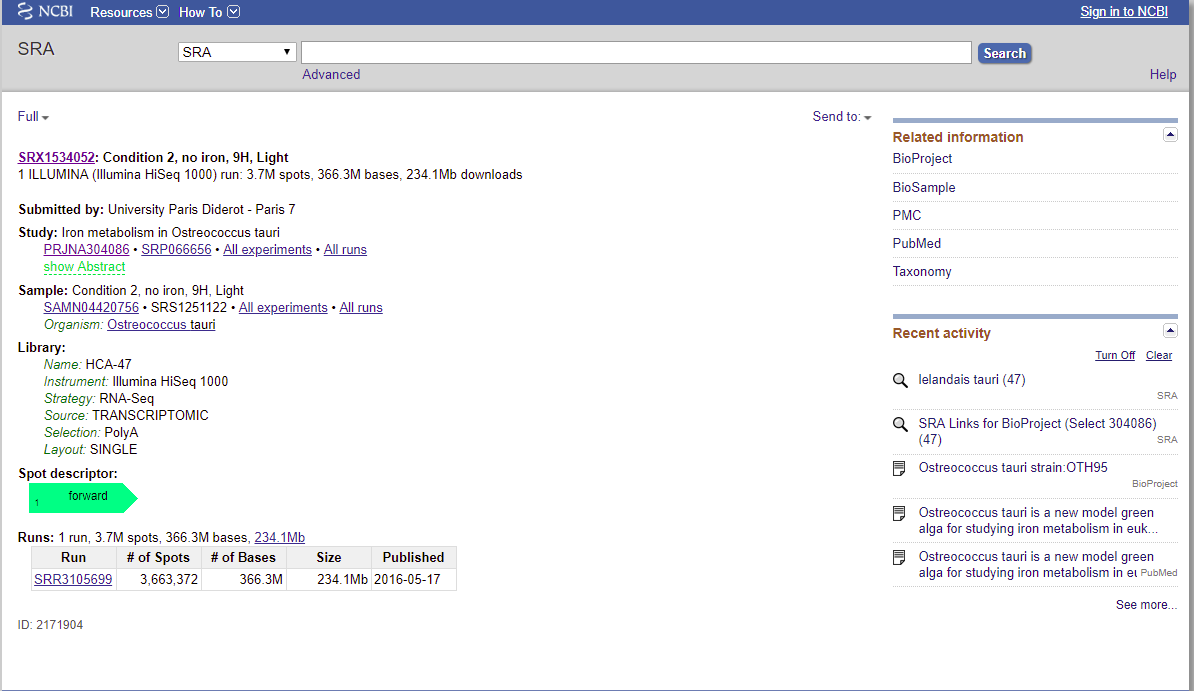 NCBI Resources How To Sign in to NCBI
SRA SRA Search
Advanced Help
Full Send to:
SRX1534052: Condition 2, no iron, 9H, Light
1 ILLUMINA (Illumina HiSeq 1000) run: 3.7M spots, 366.3M bases, 234.1Mb downloads
Submitted by: University Paris Diderot - Paris 7
Study: Iron metabolism in Ostreococcus tauri
PRJNA304086 • SRP066656 • All experiments • All runs
show Abstract
Sample: Condition 2, no iron, 9H, Light
SAMN04420756 • SRS1251122 • All experiments • All runs
Organism: Ostreococcus tauri
Library:
Name: HCA-47
Instrument: Illumina HiSeq 1000
Strategy: RNA-Seq
Source: TRANSCRIPTOMIC
Selection: PolyA
Layout: SINGLE
Spot descriptor:
1 forward
Runs: 1 run, 3.7M spots, 366.3M bases, 234.1Mb
Run # of Spots # of Bases Size Published
SRR3105699 3,663,372 366.3M 234.1Mb 2016-05-17
ID: 2171904
Related information
BioProject
BioSample
PMC
PubMed
Taxonomy
Recent activity
Turn Off Clear
lelandais tauri (47)
SRA
SRA Links for BioProject (Select 304086)
(47) SRA
Ostreococcus tauri strain:OTH95
BioProject
Ostreococcus tauri is a new model green
alga for studying iron metabolism in euk...
Ostreococcus tauri is a new model green
alga for studying iron metabolism in eu PubMed
See more...